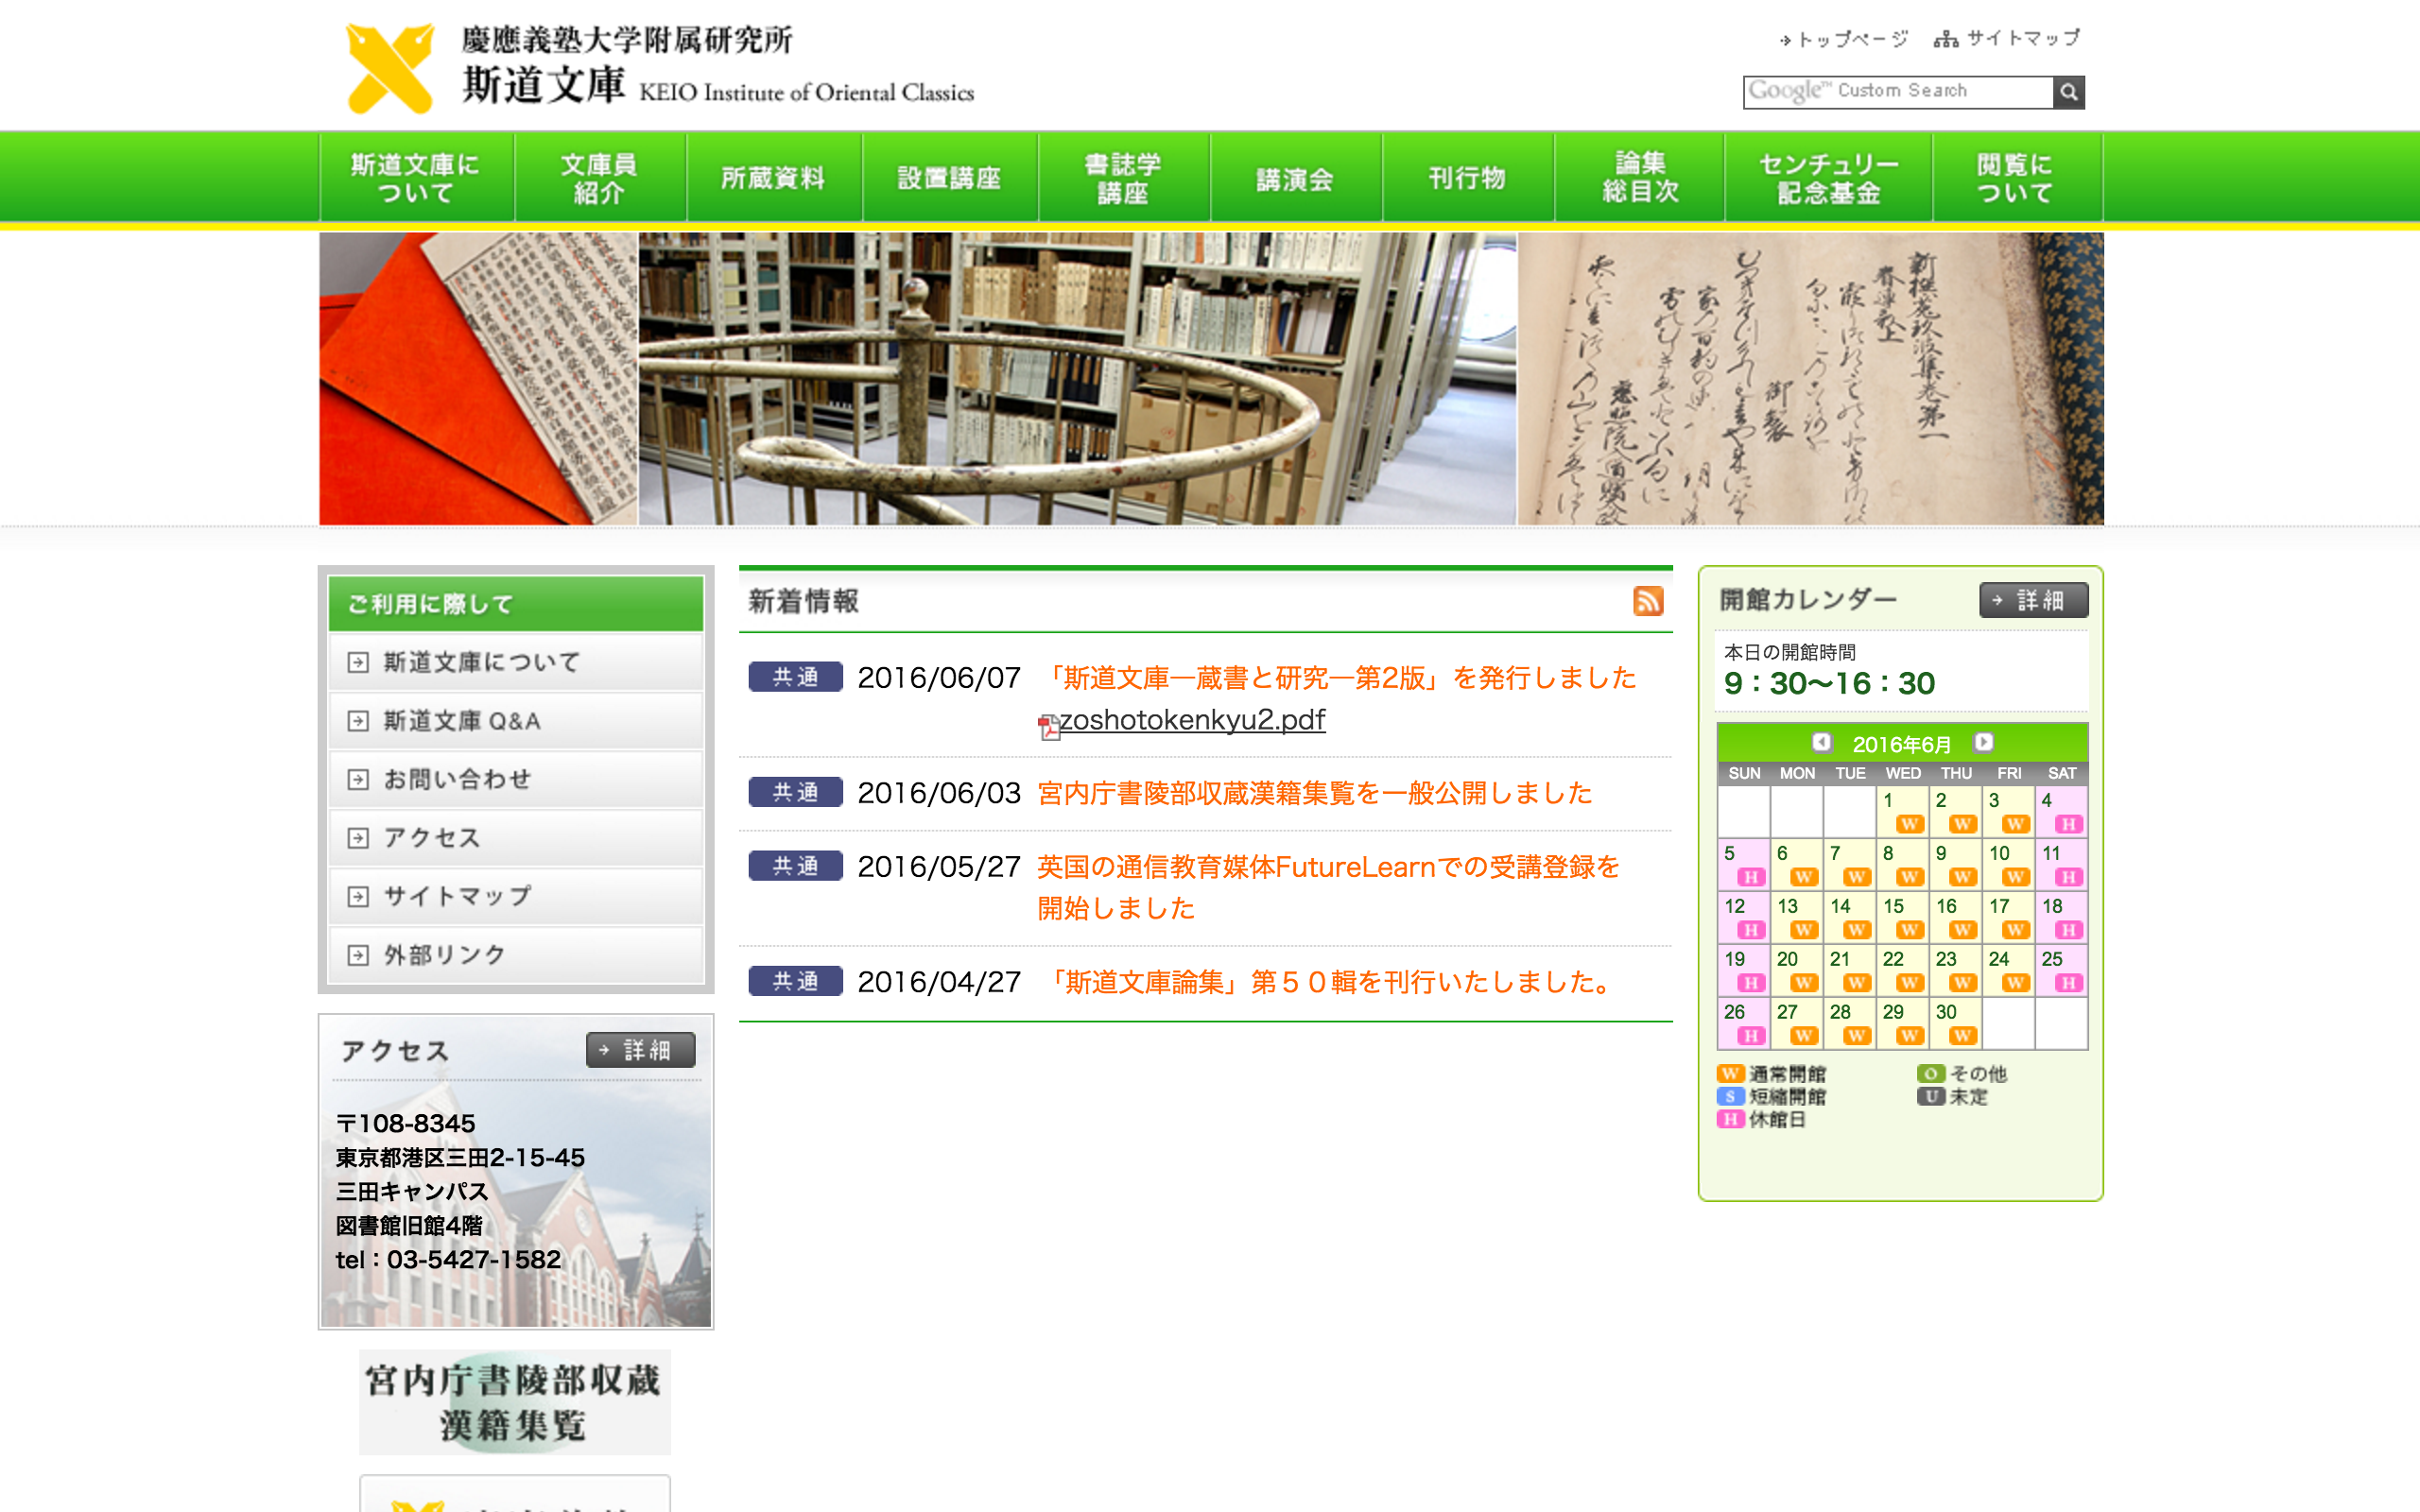 慶應義塾大学附属研究所
斯道文庫 KEIO Institute of Oriental Classics
トップページ サイトマップ
Google™ Custom Search
斯道文庫に
ついて
文庫員
紹介
所蔵資料
設置講座
書誌学
講座
講演会
刊行物
論集
総目次
センチュリー
記念基金
閲覧に
ついて
新撰菟玖波集巻第一
春連歌上
御製
ご利用に際して
斯道文庫について
斯道文庫 Q&A
お問い合わせ
アクセス
サイトマップ
外部リンク
アクセス
詳細
〒108-8345
東京都港区三田2-15-45
三田キャンパス
図書館旧館4階
tel：03-5427-1582
宮内庁書陵部収蔵
漢籍集覧
新着情報
共通 2016/06/07 「斯道文庫―蔵書と研究―第2版」を発行しました
zoshotokenkyu2.pdf
共通 2016/06/03 宮内庁書陵部収蔵漢籍集覧を一般公開しました
共通 2016/05/27 英国の通信教育媒体FutureLearnでの受講登録を
開始しました
共通 2016/04/27 「斯道文庫論集」第５０輯を刊行いたしました。
開館カレンダー
詳細
本日の開館時間
9：30〜16：30
2016年6月
SUN MON TUE WED THU FRI SAT
1 2 3 4
W W W H
5 6 7 8 9 10 11
H W W W W W H
12 13 14 15 16 17 18
H W W W W W H
19 20 21 22 23 24 25
H W W W W W H
26 27 28 29 30
H W W W W
W 通常開館 O その他
S 短縮開館 U 未定
H 休館日